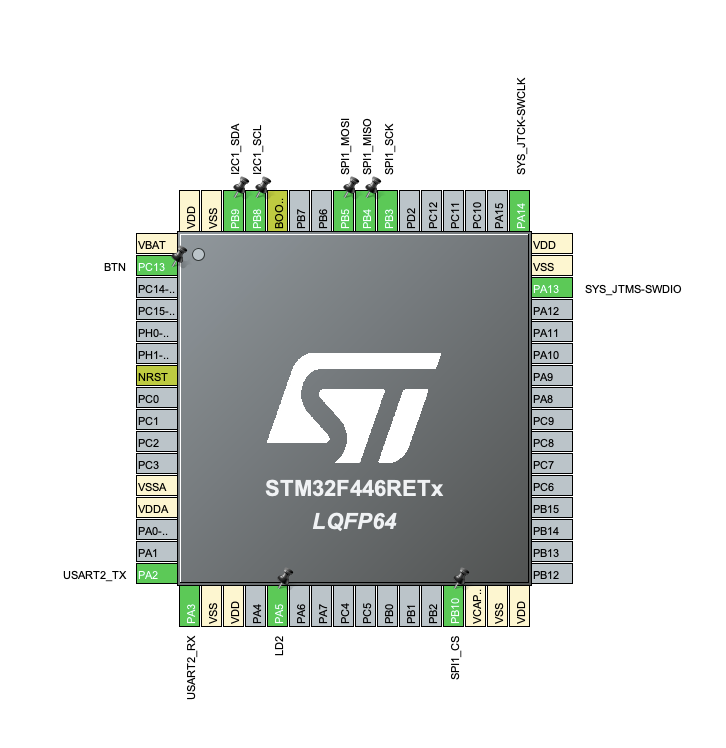 I2C1_SDA
I2C1_SCL
SPI1_MOSI
SPI1_MISO
SPI1_SCK
SYS_JTCK-SWCLK
VDD
VSS
PB9
PB8
BOO..
PB7
PB6
PB5
PB4
PB3
PD2
PC12
PC11
PC10
PA15
PA14
VBAT
BTN
PC13
PC14-..
PC15-..
PH0-..
PH1-..
NRST
PC0
PC1
PC2
PC3
VSSA
VDDA
PA0-..
PA1
USART2_TX
PA2
VDD
VSS
PA13
SYS_JTMS-SWDIO
PA12
PA11
PA10
PA9
PA8
PC9
PC8
PC7
PC6
PB15
PB14
PB13
PB12
ST
STM32F446RETx
LQFP64
PA3
VSS
VDD
PA4
PA5
PA6
PA7
PC4
PC5
PB0
PB1
PB2
PB10
VCAP..
VSS
VDD
USART2_RX
LD2
SPI1_CS